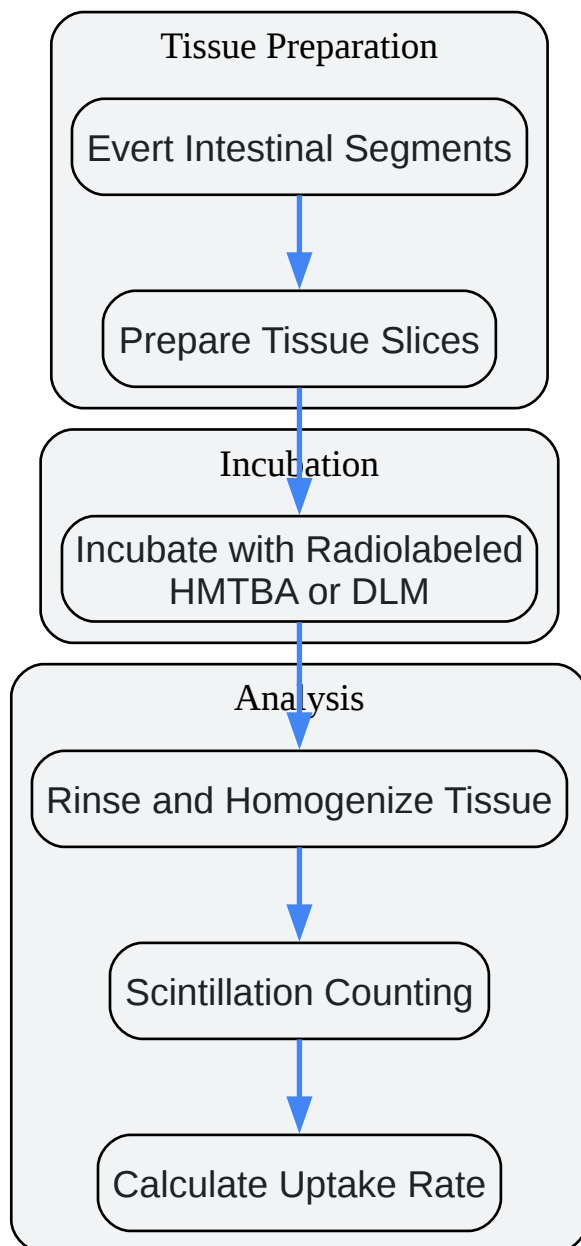 Tissue Preparation
Evert Intestinal Segments
Prepare Tissue Slices
Incubation
Incubate with Radiolabeled
HMTBA or DLM
Analysis
Rinse and Homogenize Tissue
Scintillation Counting
Calculate Uptake Rate